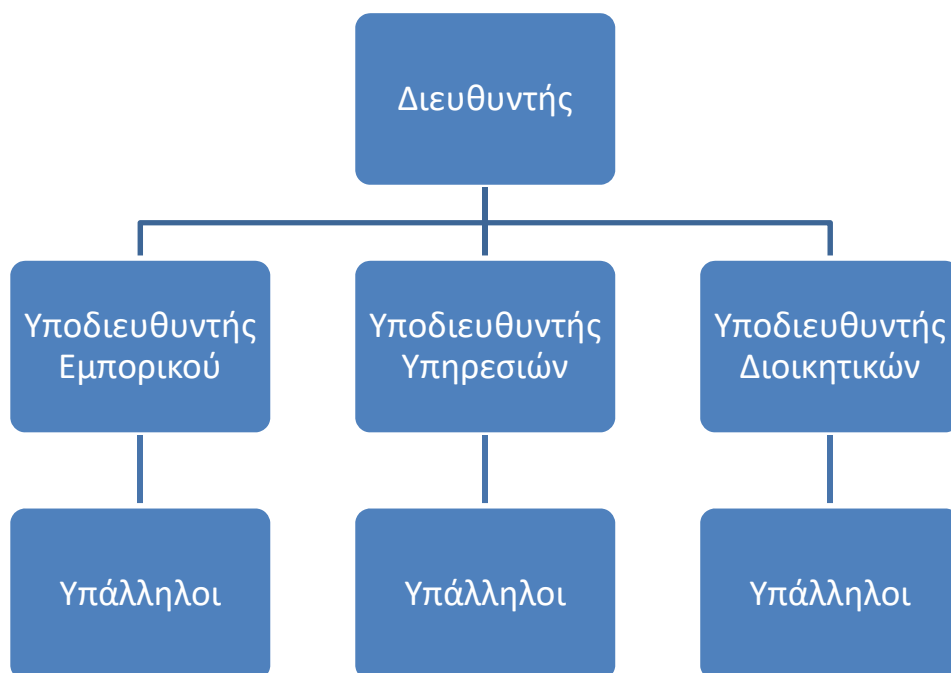 Διευθυντής
Υποδιευθυντής
Εμπορικού
Υποδιευθυντής
Υπηρεσιών
Υποδιευθυντής
Διοικητικών
Υπάλληλοι
Υπάλληλοι
Υπάλληλοι